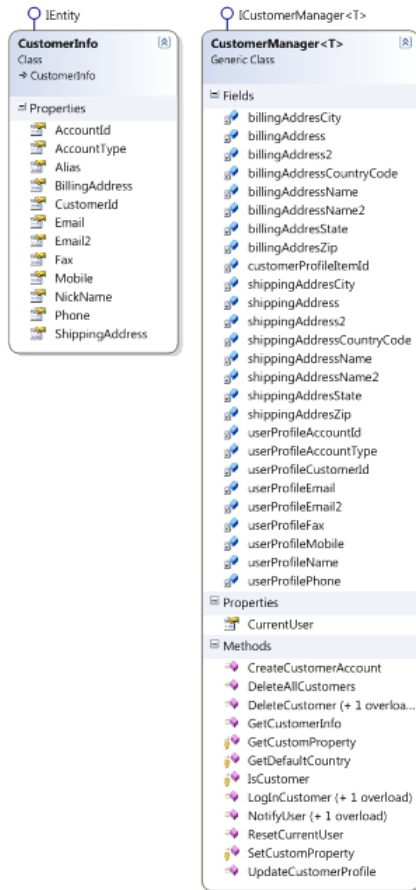 IEntity
CustomerInfo
Class
→ CustomerInfo
Properties
AccountId
AccountType
Alias
BillingAddress
CustomerId
Email
Email2
Fax
Mobile
NickName
Phone
ShippingAddress
ICustomerManager<T>
CustomerManager<T>
Generic Class
Fields
billingAddresCity
billingAddress
billingAddress2
billingAddressCountryCode
billingAddressName
billingAddressName2
billingAddresState
billingAddresZip
customerProfileItemId
shippingAddresCity
shippingAddress
shippingAddress2
shippingAddressCountryCode
shippingAddressName
shippingAddressName2
shippingAddresState
shippingAddresZip
userProfileAccountId
userProfileAccountType
userProfileCustomerId
userProfileEmail
userProfileEmail2
userProfileFax
userProfileMobile
userProfileName
userProfilePhone
Properties
CurrentUser
Methods
CreateCustomerAccount
DeleteAllCustomers
DeleteCustomer (+ 1 overloa...
GetCustomerInfo
GetCustomProperty
GetDefaultCountry
IsCustomer
LogInCustomer (+ 1 overload)
NotifyUser (+ 1 overload)
ResetCurrentUser
SetCustomProperty
UpdateCustomerProfile